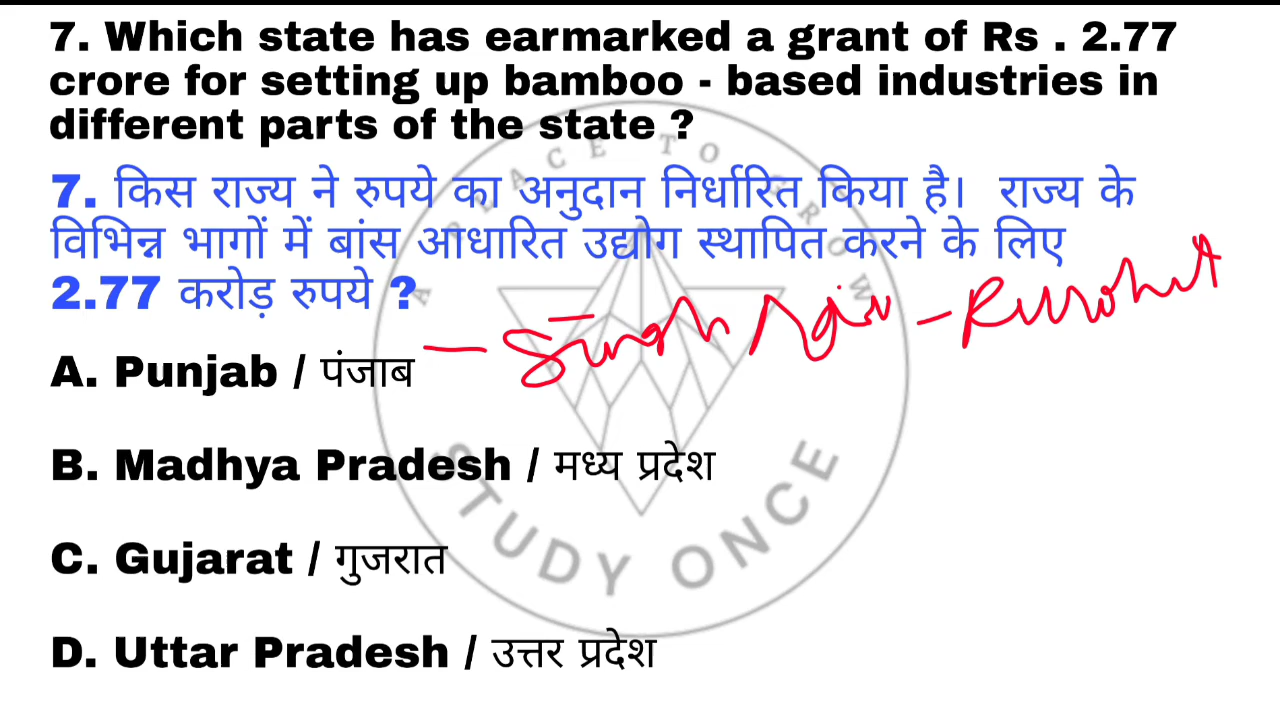 7. Which state has earmarked a grant of Rs . 2.77
crore for setting up bamboo - based industries in
different parts of the state ?
7. किस राज्य ने रुपये का अनुदान निर्धारित किया है। राज्य के
विभिन्न भागों में बांस आधारित उद्योग स्थापित करने के लिए
2.77 करोड़ रुपये ?
A PLACE TO GROW
A. Punjab / पंजाब
B. Madhya Pradesh / मध्य प्रदेश
C. Gujarat / गुजरात
D. Uttar Pradesh / उत्तर प्रदेश
STUDY ONCE